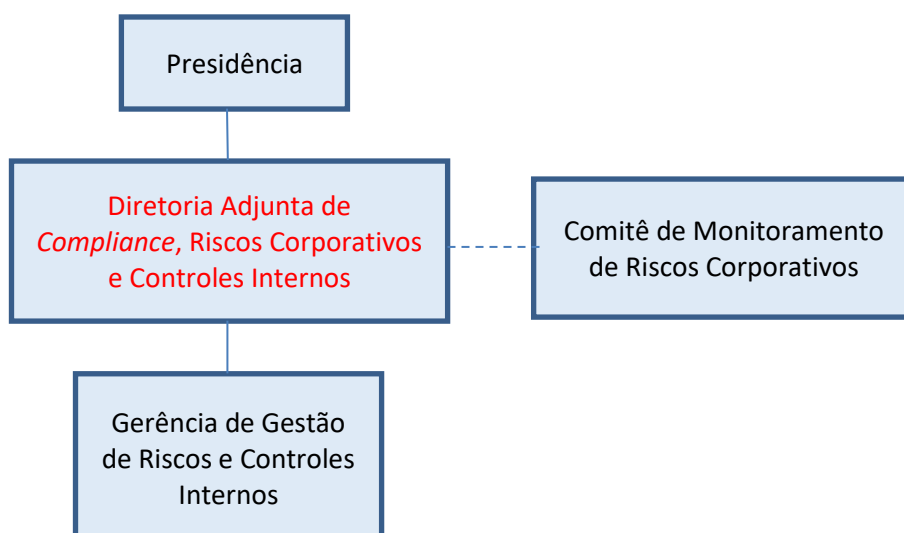 Presidência
Diretoria Adjunta de
Compliance, Riscos Corporativos
e Controles Internos
Comitê de Monitoramento
de Riscos Corporativos
Gerência de Gestão
de Riscos e Controles
Internos